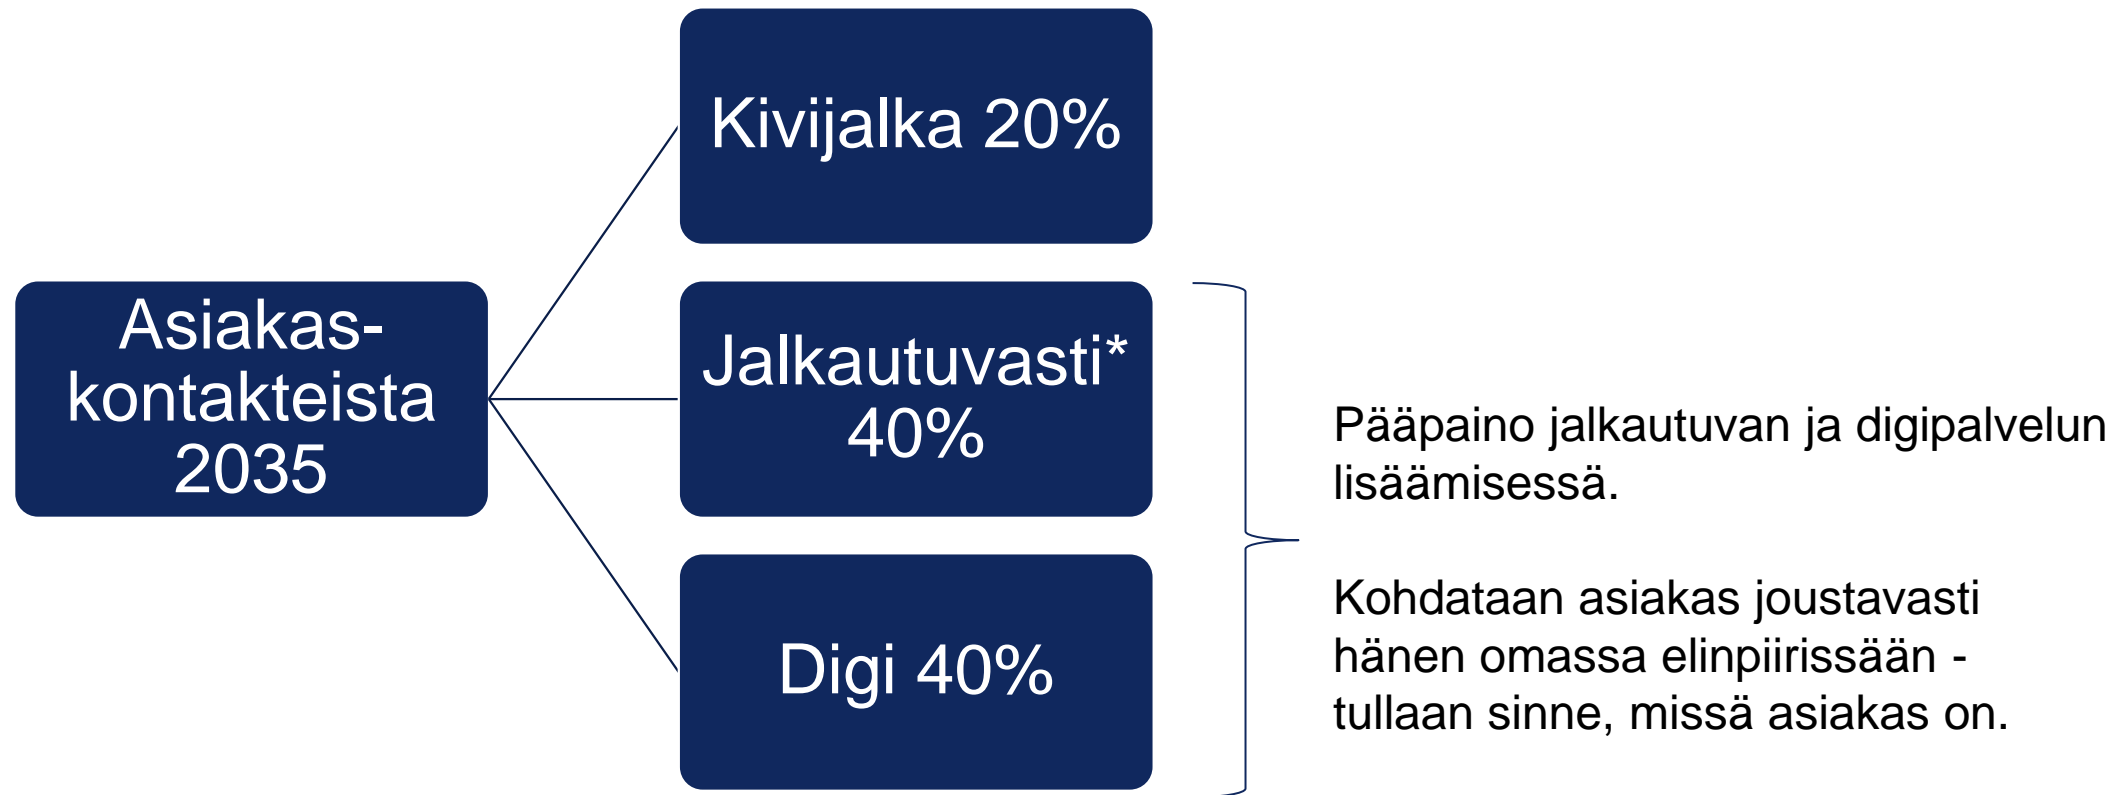 Kivijalka 20%
Asiakas-
kontakteista
2035
Jalkautuvasti*
40%
Digi 40%
Pääpaino jalkautuvan ja digipalvelun
lisäämisessä.
Kohdataan asiakas joustavasti
hänen omassa elinpiirissään -
tullaan sinne, missä asiakas on.